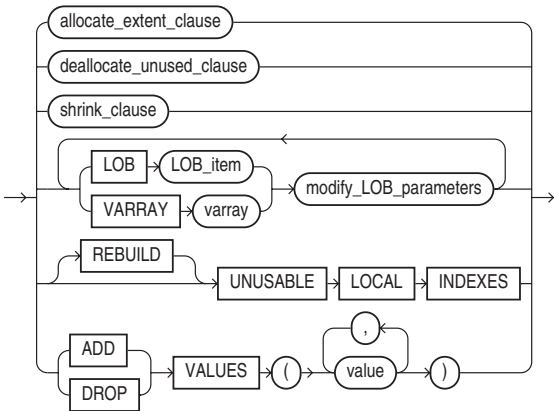 allocate_extent_clause
deallocate_unused_clause
shrink_clause
LOB LOB_item
modify_LOB_parameters
VARRAY varray
REBUILD
UNUSABLE LOCAL INDEXES
,
ADD
VALUES ( value )
DROP